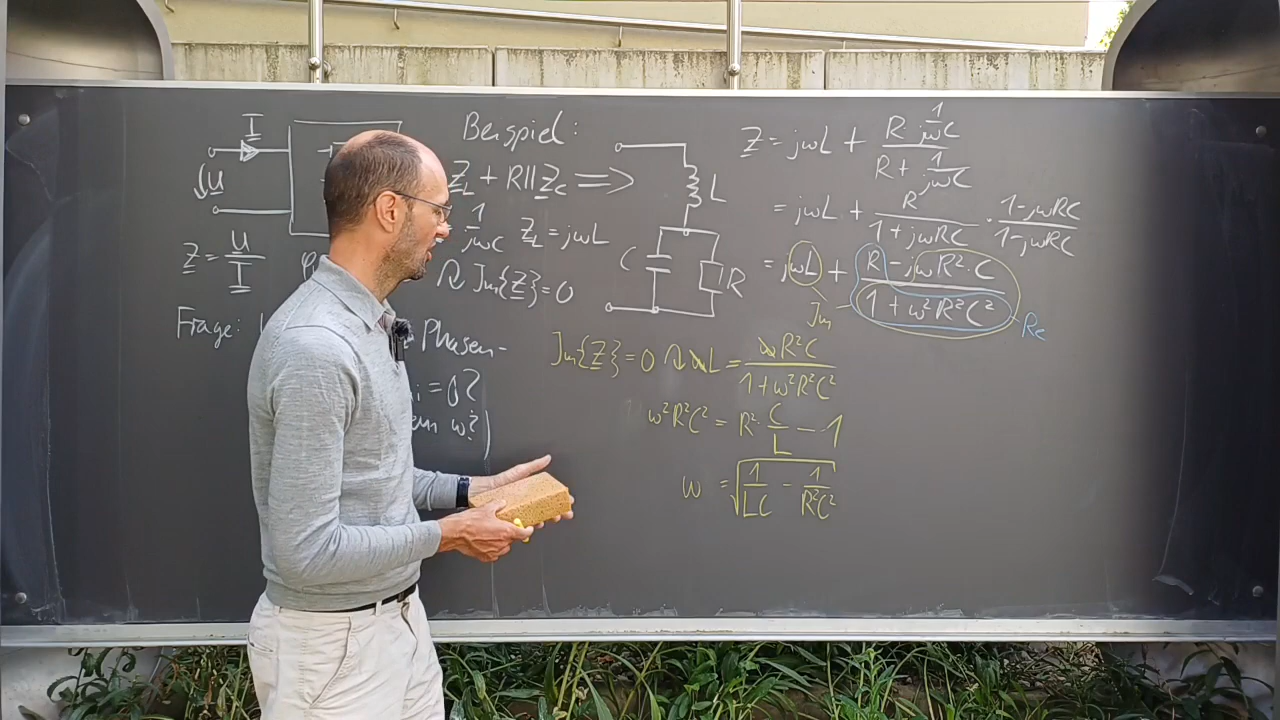 I
U
Z = U/I
φ
Frage:
Phasen-
i = 0?
ω?
Beispiel:
Z_L + R||Z_C ⇒
1/jωC Z_L = jωL
Im{Z} = 0
L
C
R
Z = jωL + (R · 1/jωC)/(R + 1/jωC)
= jωL + R/(1 + jωRC) · (1 - jωRC)/(1 - jωRC)
= jωL + (R - jωR²·C)/(1 + ω²R²C²)
Im
Re
Im{Z} = 0 ωL = ωR²C/(1 + ω²R²C²)
ω²R²C² = R²· C/L - 1
ω = √(1/LC - 1/R²C²)